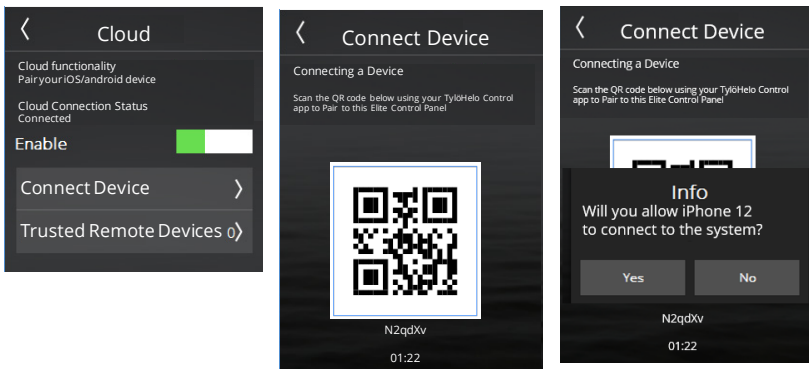 Cloud
Cloud functionality
Pair your iOS/android device
Cloud Connection Status
Connected
Enable
Connect Device
Trusted Remote Devices 0
Connect Device
Connecting a Device
Scan the QR code below using your TylöHelo Control
app to Pair to this Elite Control Panel
N2qdXv
01:22
Connect Device
Connecting a Device
Scan the QR code below using your TylöHelo Control
app to Pair to this Elite Control Panel
Info
Will you allow iPhone 12
to connect to the system?
Yes
No
N2qdXv
01:22